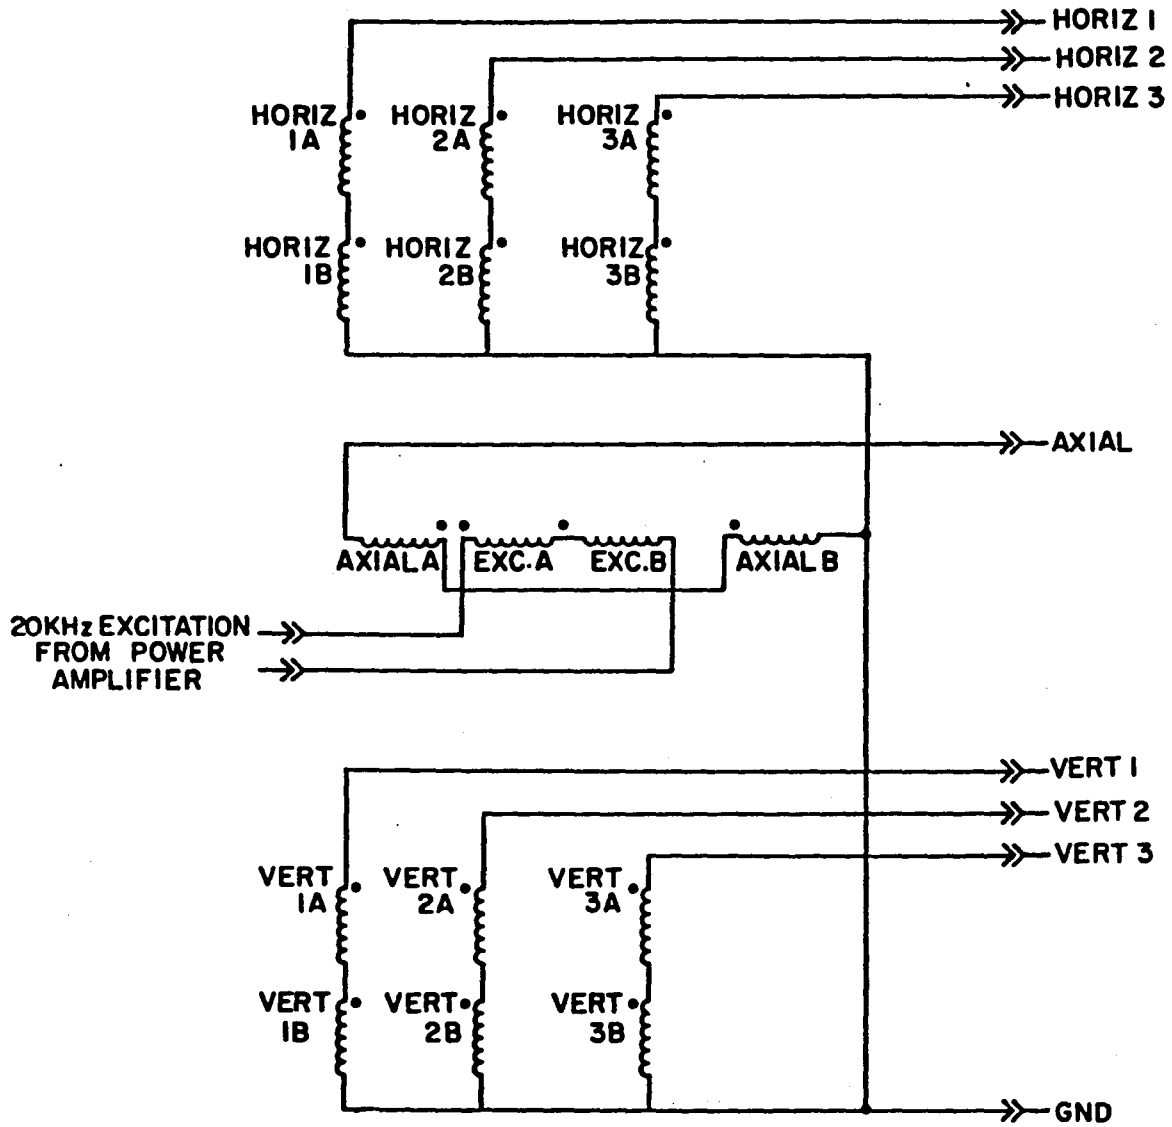 HORIZ 1
HORIZ 2
HORIZ 3
HORIZ
1A
HORIZ
2A
HORIZ
3A
HORIZ
1B
HORIZ
2B
HORIZ
3B
AXIAL
AXIAL A
EXC. A
EXC. B
AXIAL B
20KHz EXCITATION
FROM POWER
AMPLIFIER
VERT 1
VERT 2
VERT 3
VERT
1A
VERT
2A
VERT
3A
VERT
1B
VERT
2B
VERT
3B
GND